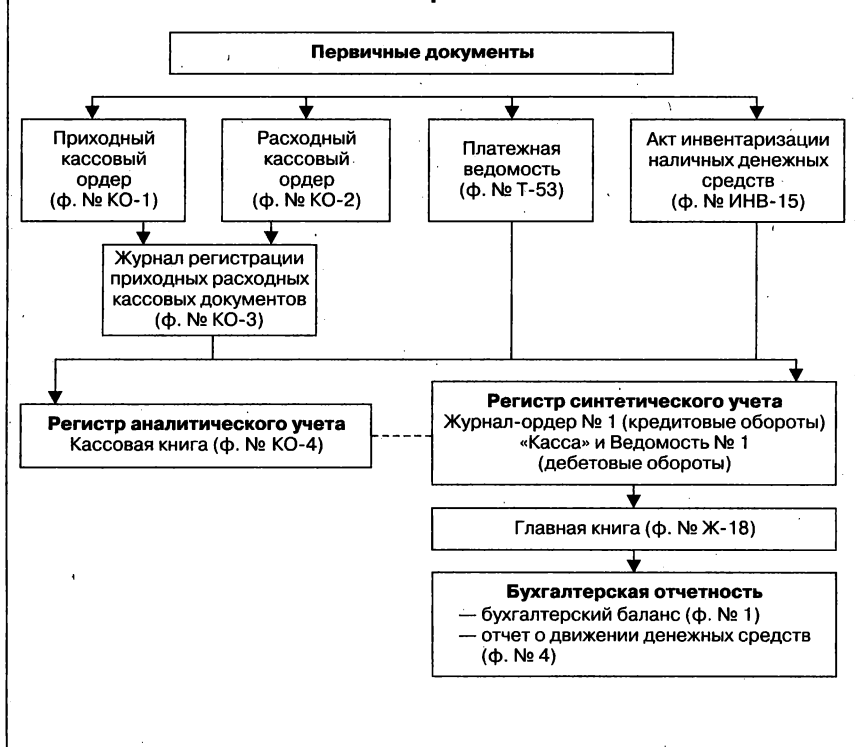 Первичные документы
Приходный
кассовый
ордер
(ф. № КО-1)
Расходный
кассовый
ордер
(ф. № КО-2)
Платежная
ведомость
(ф. № Т-53)
Акт инвентаризации
наличных денежных
средств
(ф. № ИНВ-15)
Журнал регистрации
приходных расходных
кассовых документов
(ф. № КО-3)
Регистр аналитического учета
Кассовая книга (ф. № КО-4)
Регистр синтетического учета
Журнал-ордер № 1 (кредитовые обороты)
«Касса» и Ведомость № 1
(дебетовые обороты)
Главная книга (ф. № Ж-18)
Бухгалтерская отчетность
— бухгалтерский баланс (ф. № 1)
— отчет о движении денежных средств
(ф. № 4)